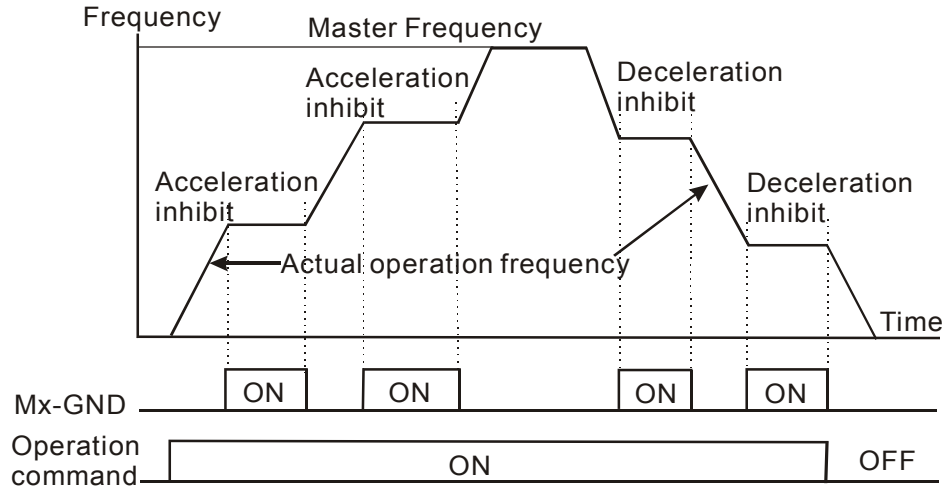 Frequency
Master Frequency
Acceleration
inhibit
Deceleration
inhibit
Acceleration
inhibit
Deceleration
inhibit
Actual operation frequency
Time
Mx-GND
ON
ON
ON
ON
Operation
command
ON
OFF